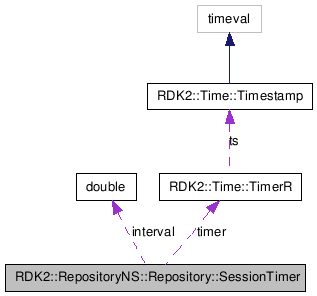 timeval
RDK2::Time::Timestamp
ts
double
RDK2::Time::TimerR
interval
timer
RDK2::RepositoryNS::Repository::SessionTimer